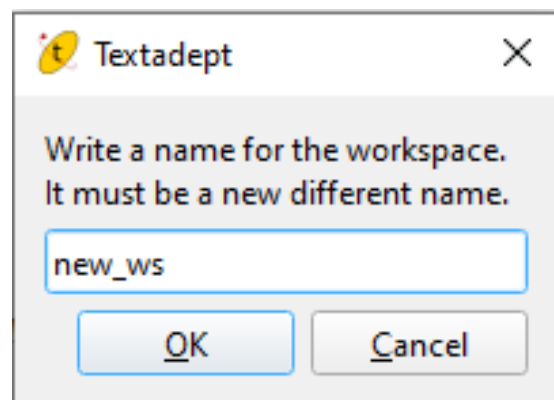 Textadept
Write a name for the workspace.
It must be a new different name.
new_ws
OK
Cancel